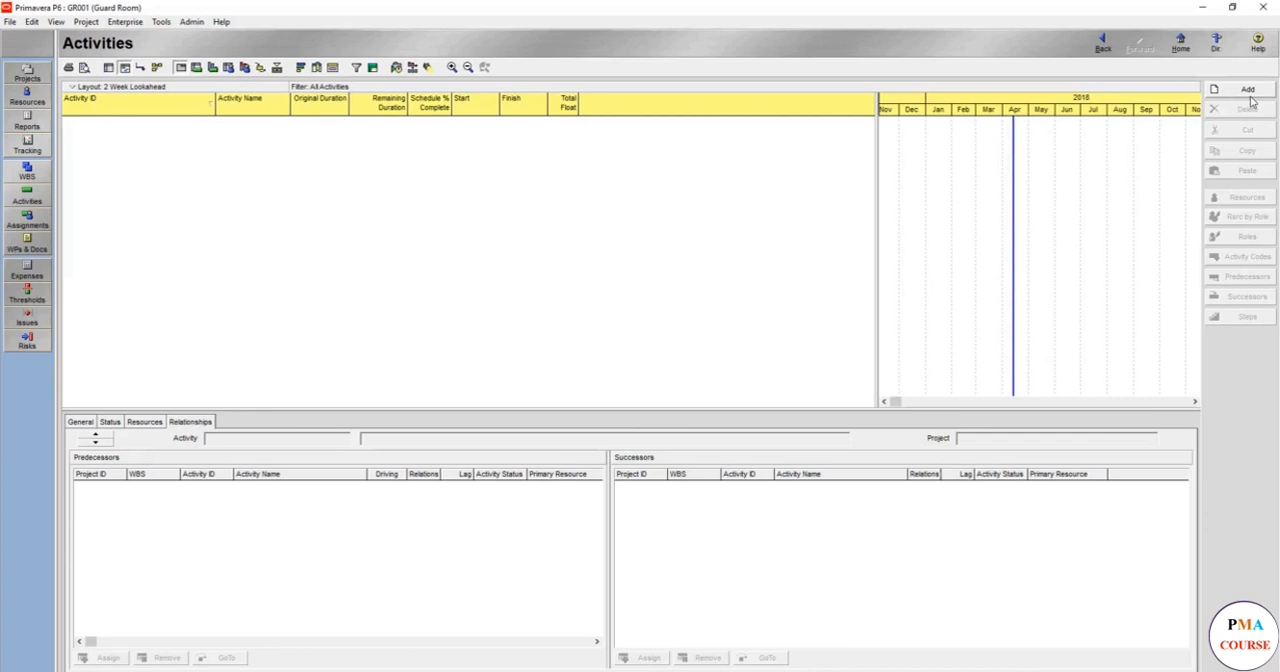 Primavera P6 : GR001 (Guard Room)
File Edit View Project Enterprise Tools Admin Help
Activities
Back Forward Home Dir. Help
Projects
Resources
Reports
Tracking
WBS
Activities
Assignments
WPs & Docs
Expenses
Thresholds
Issues
Risks
Layout: 2 Week Lookahead Filter: All Activities
Activity ID Activity Name Original Duration Remaining Duration Schedule % Complete Start Finish Total Float
2018
Nov Dec Jan Feb Mar Apr May Jun Jul Aug Sep Oct No
Add
Delete
Cut
Copy
Paste
Resources
Rsrc by Role
Roles
Activity Codes
Predecessors
Successors
Steps
General Status Resources Relationships
Activity Project
Predecessors
Project ID WBS Activity ID Activity Name Driving Relations Lag Activity Status Primary Resource
Assign Remove GoTo
Successors
Project ID WBS Activity ID Activity Name Relations Lag Activity Status Primary Resource
Assign Remove GoTo
PMA
COURSE